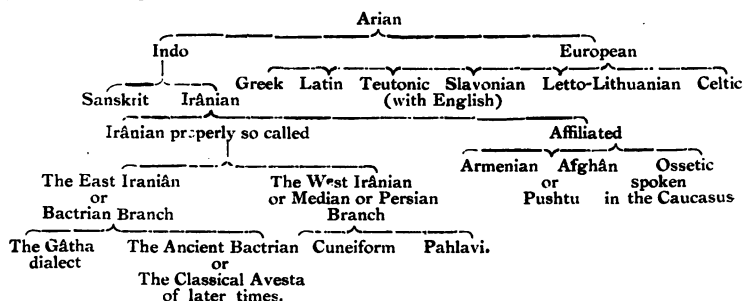 Arian
Indo European
Greek Latin Teutonic Slavonian Letto-Lithuanian Celtic
(with English)
Sanskrit Irânian
Irânian properly so called Affiliated
Armenian Afghân Ossetic
or spoken
Pushtu in the Caucasus
The East Iraniân The West Irânian
or or Median or Persian
Bactrian Branch Branch
The Gâtha The Ancient Bactrian Cuneiform Pahlavi.
dialect or
The Classical Avesta
of later times.